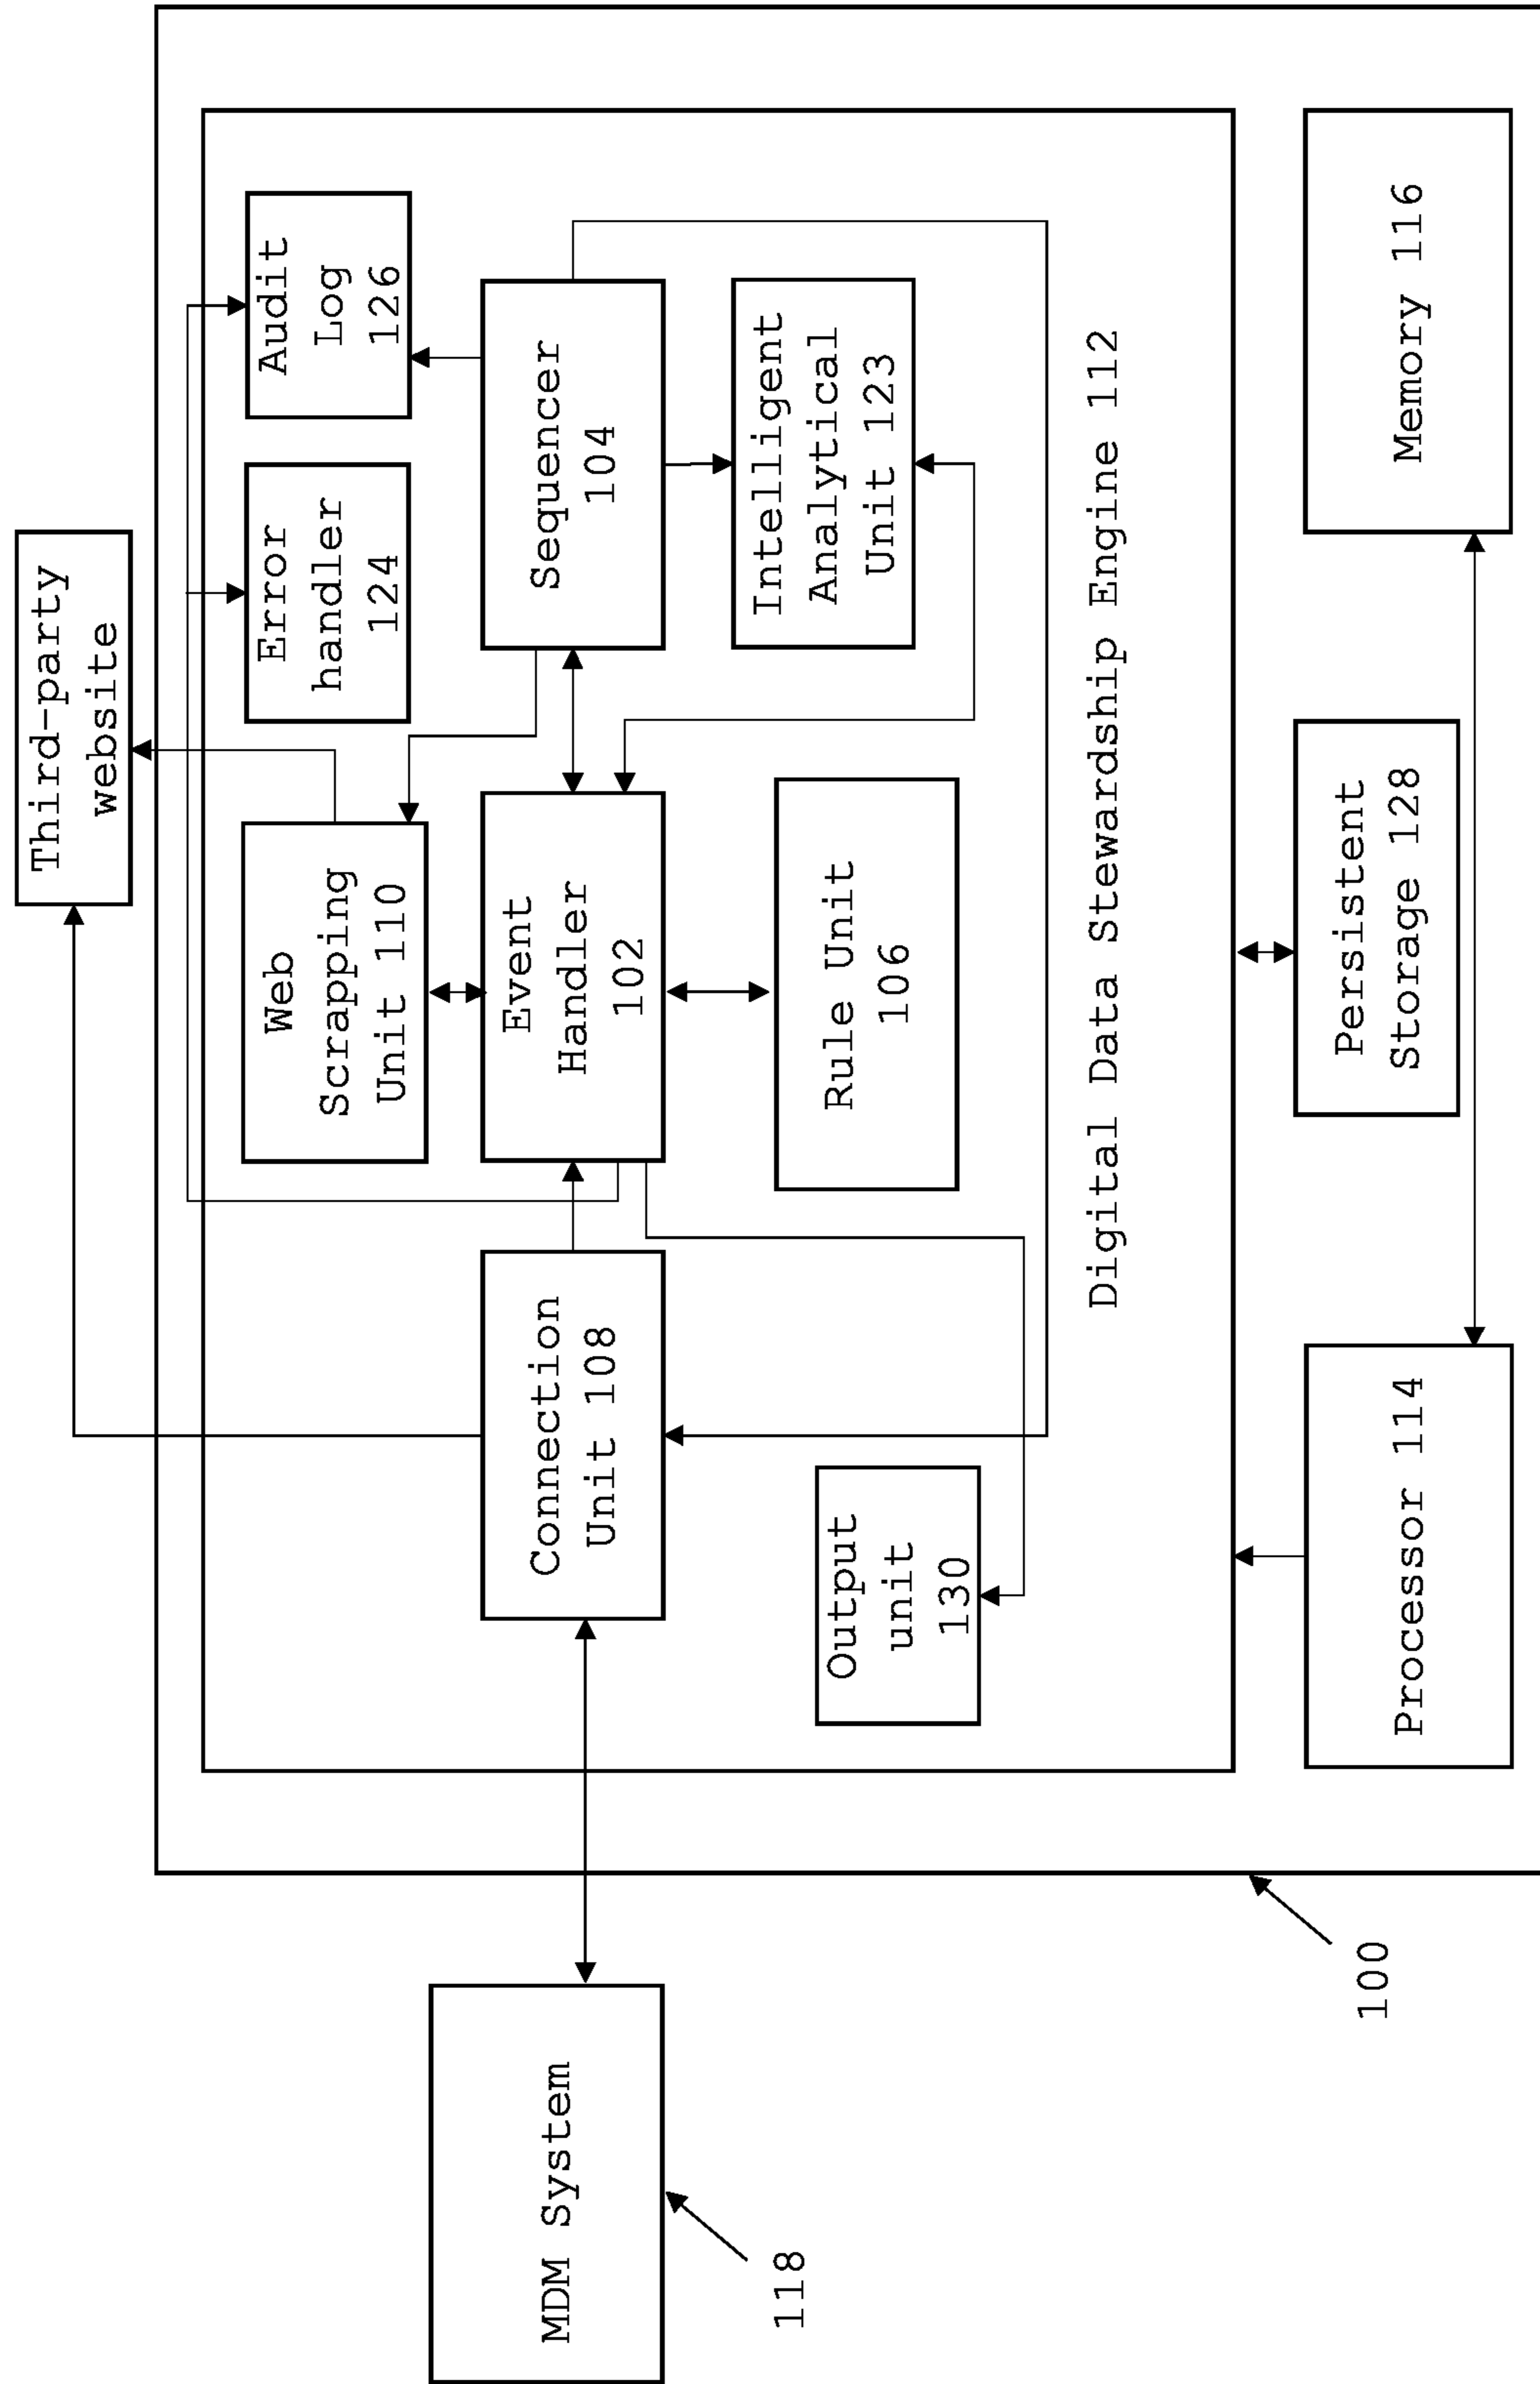 Third-party
website
Web
Scrapping
Unit 110
Error
handler
124
Audit
Log
126
MDM System
118
Connection
Unit 108
Event
Handler
102
Sequencer
104
Output
unit
130
Rule Unit
106
Intelligent
Analytical
Unit 123
Digital Data Stewardship Engine 112
100
Processor 114
Persistent
Storage 128
Memory 116